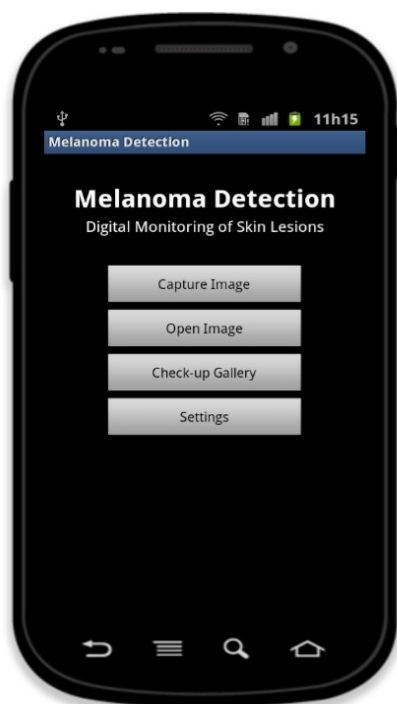 11h15
Melanoma Detection
Melanoma Detection
Digital Monitoring of Skin Lesions
Capture Image
Open Image
Check-up Gallery
Settings